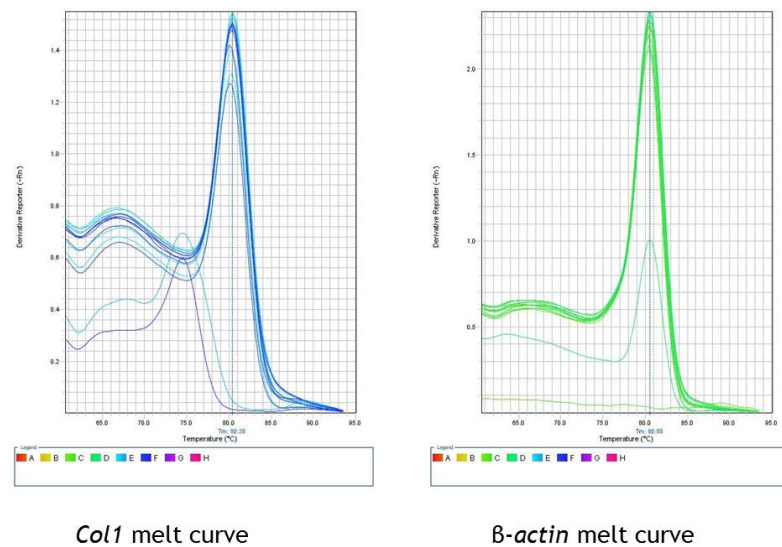 1.4
1.2
1.0
0.8
0.6
0.4
0.2
Derivative Reporter (-Rn')
65.0 70.0 75.0 80.0 85.0 90.0 95.0
Tm: 80.38
Temperature (°C)
Legend
A B C D E F G H
Col1 melt curve
2.0
1.5
1.0
0.5
Derivative Reporter (-Rn')
65.0 70.0 75.0 80.0 85.0 90.0 95.0
Temperature (°C)
Legend
A B C D E F G H
ß-actin melt curve